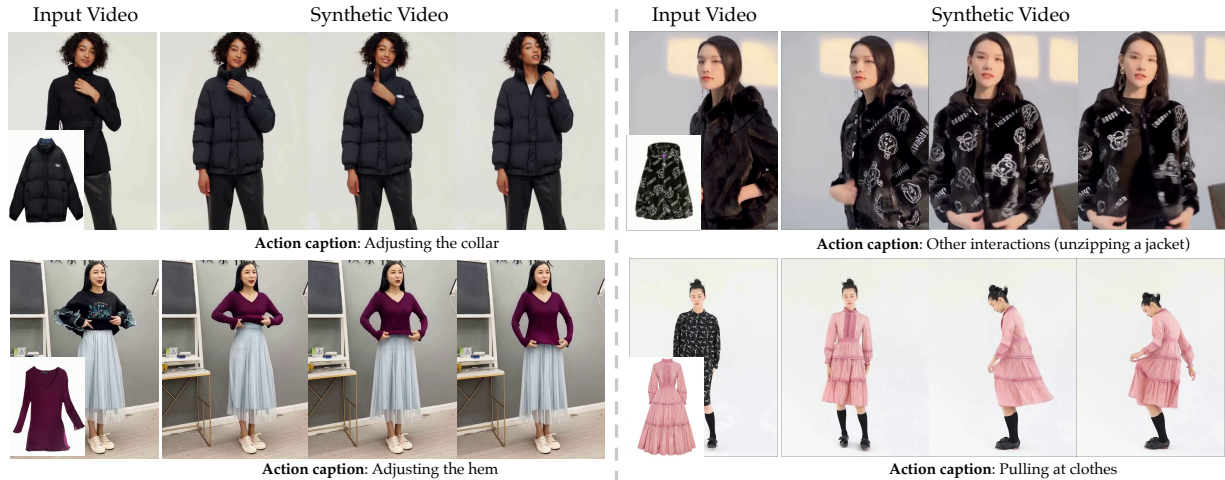 Input Video
Synthetic Video
Action caption: Adjusting the collar
Action caption: Adjusting the hem
Input Video
Synthetic Video
Action caption: Other interactions (unzipping a jacket)
Action caption: Pulling at clothes